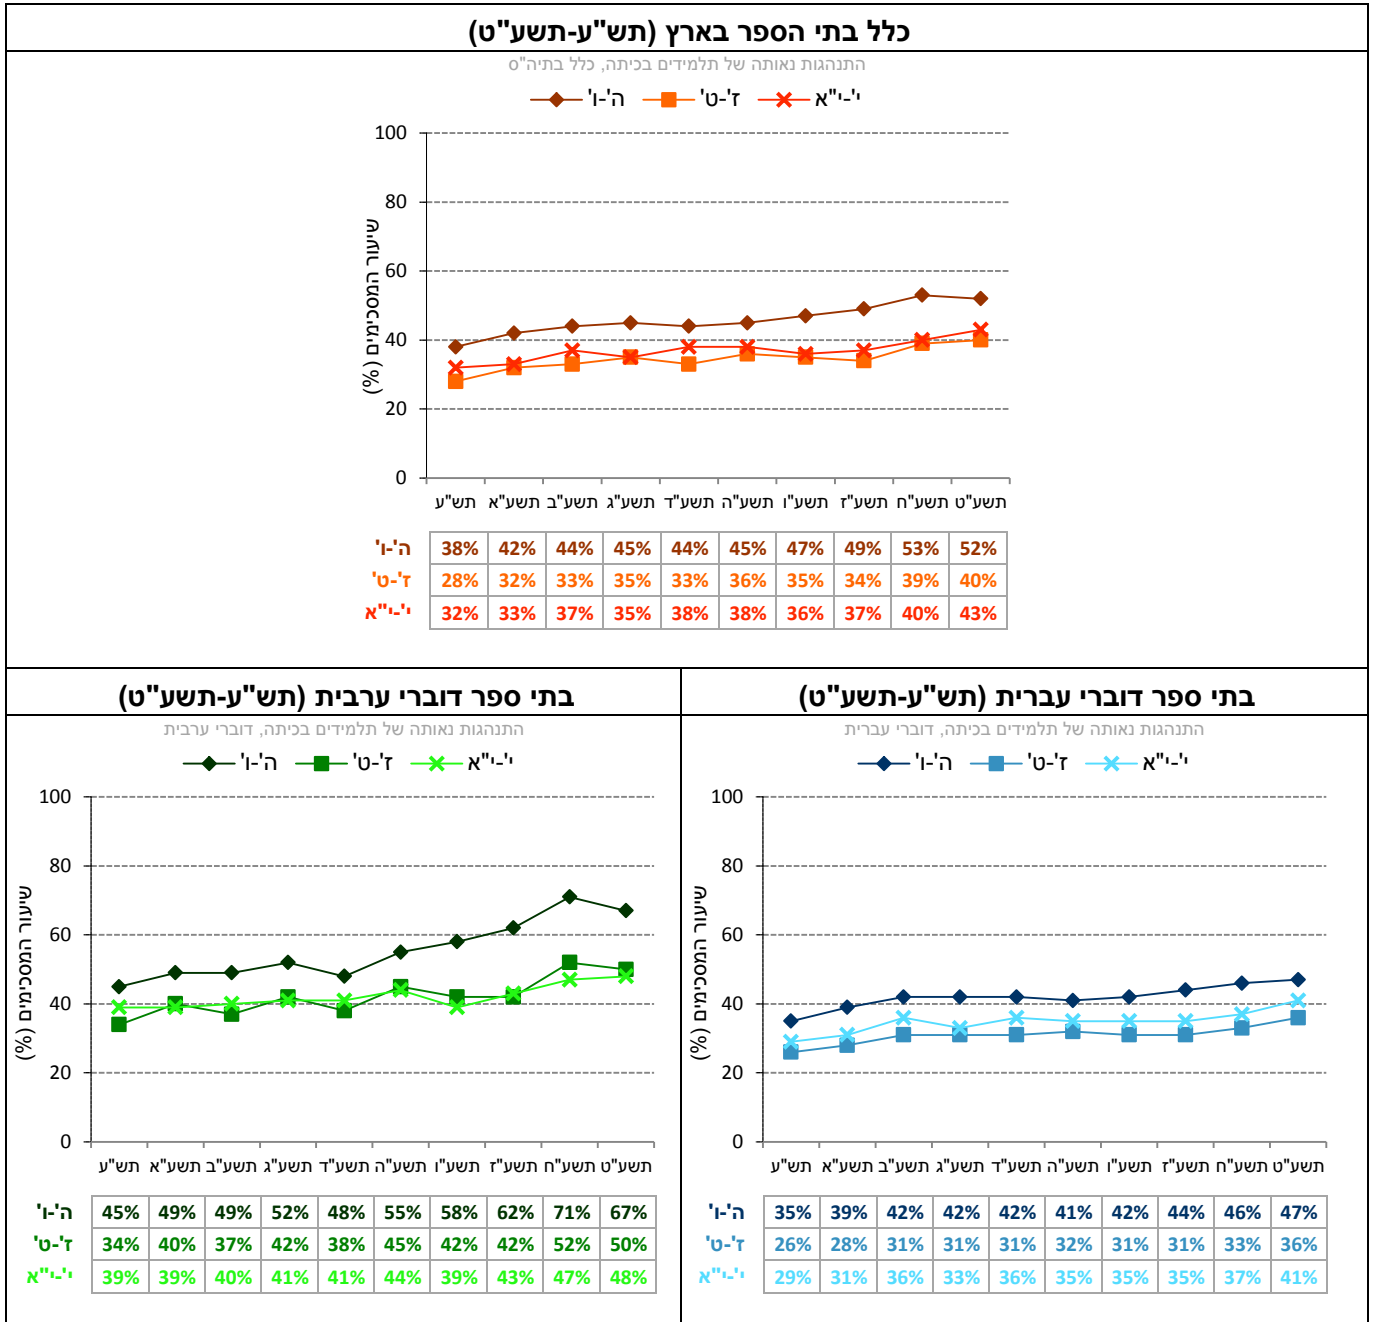 כלל בתי הספר בארץ (תש"ע-תשע"ט)
התנהגות נאותה של תלמידים בכיתה, כלל בתיה"ס
ה'-ו' ז'-ט' י'-י"א
שיעור המסכימים (%)
100
80
60
40
20
0
תש"ע תשע"א תשע"ב תשע"ג תשע"ד תשע"ה תשע"ו תשע"ז תשע"ח תשע"ט
ה'-ו' 38% 42% 44% 45% 44% 45% 47% 49% 53% 52%
ז'-ט' 28% 32% 33% 35% 33% 36% 35% 34% 39% 40%
י'-י"א 32% 33% 37% 35% 38% 38% 36% 37% 40% 43%
בתי ספר דוברי עברית (תש"ע-תשע"ט)
התנהגות נאותה של תלמידים בכיתה, דוברי עברית
ה'-ו' ז'-ט' י'-י"א
שיעור המסכימים (%)
100
80
60
40
20
0
תש"ע תשע"א תשע"ב תשע"ג תשע"ד תשע"ה תשע"ו תשע"ז תשע"ח תשע"ט
ה'-ו' 35% 39% 42% 42% 42% 41% 42% 44% 46% 47%
ז'-ט' 26% 28% 31% 31% 31% 32% 31% 31% 33% 36%
י'-י"א 29% 31% 36% 33% 36% 35% 35% 35% 37% 41%
בתי ספר דוברי ערבית (תש"ע-תשע"ט)
התנהגות נאותה של תלמידים בכיתה, דוברי ערבית
ה'-ו' ז'-ט' י'-י"א
שיעור המסכימים (%)
100
80
60
40
20
0
תש"ע תשע"א תשע"ב תשע"ג תשע"ד תשע"ה תשע"ו תשע"ז תשע"ח תשע"ט
ה'-ו' 45% 49% 49% 52% 48% 55% 58% 62% 71% 67%
ז'-ט' 34% 40% 37% 42% 38% 45% 42% 42% 52% 50%
י'-י"א 39% 39% 40% 41% 41% 44% 39% 43% 47% 48%